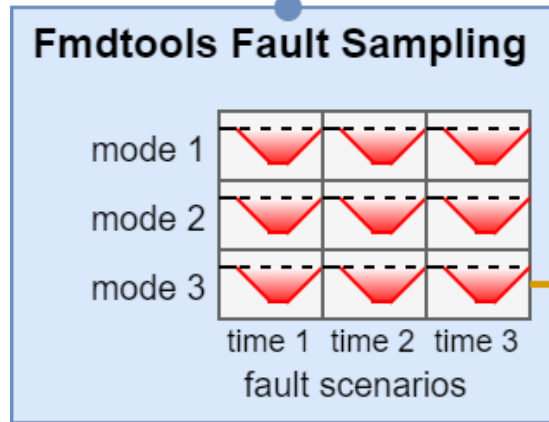 Fmdtools Fault Sampling
mode 1
mode 2
mode 3
time 1 time 2 time 3
fault scenarios